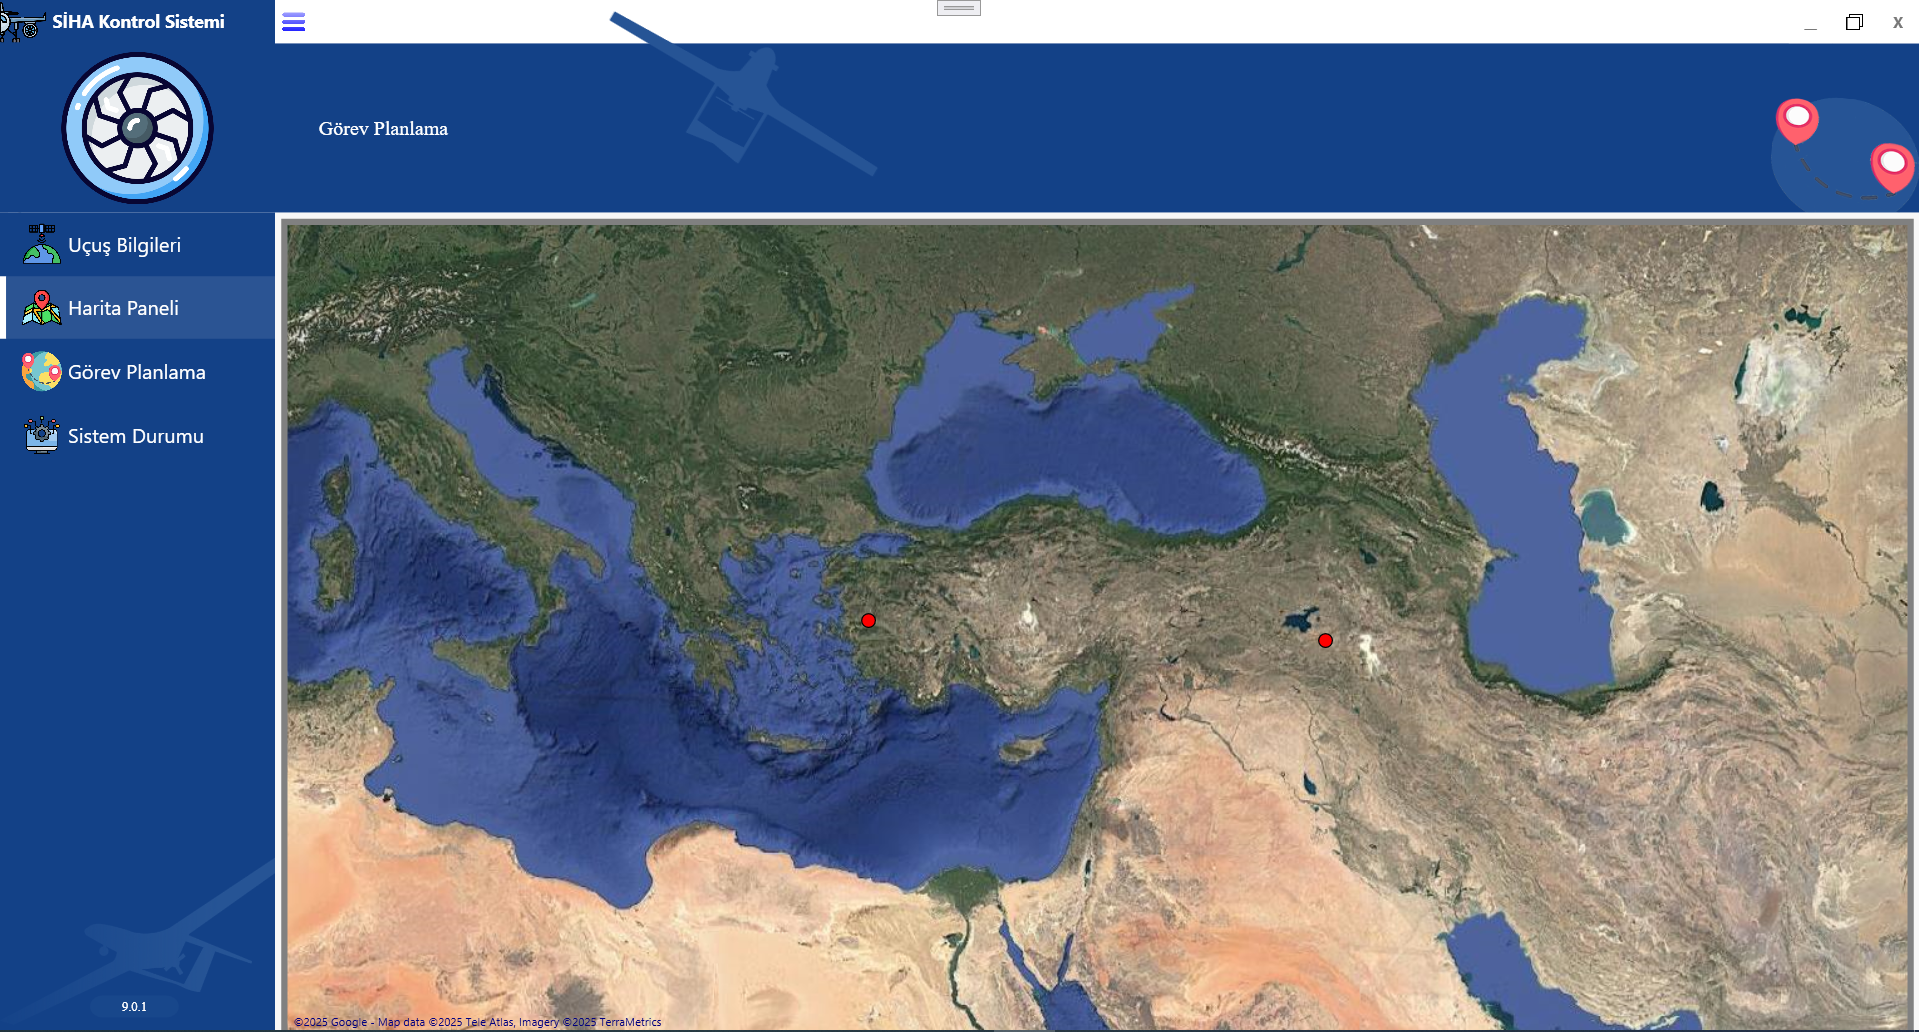 SİHA Kontrol Sistemi
X
Görev Planlama
Uçuş Bilgileri
Harita Paneli
Görev Planlama
Sistem Durumu
9.0.1
©2025 Google - Map data ©2025 Tele Atlas, Imagery ©2025 TerraMetrics